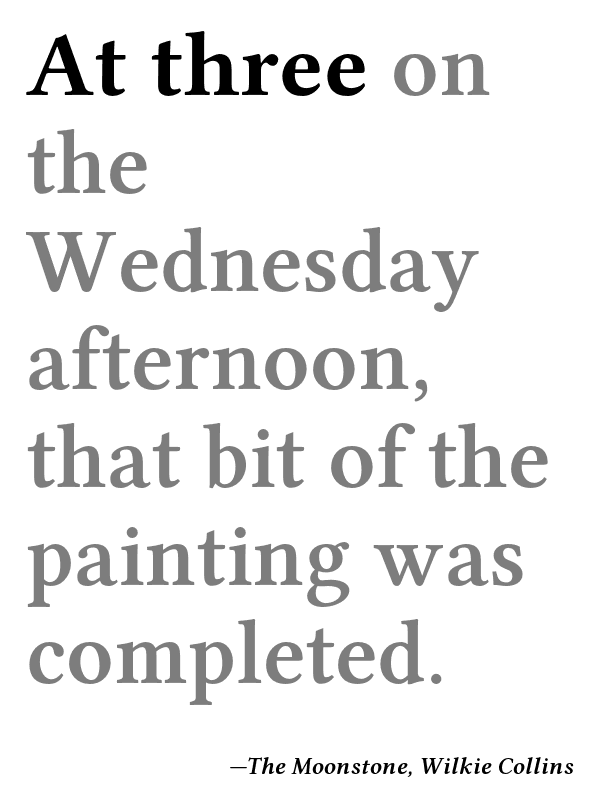 At three on
the
Wednesday
afternoon,
that bit of the
painting was
completed.
—The Moonstone, Wilkie Collins